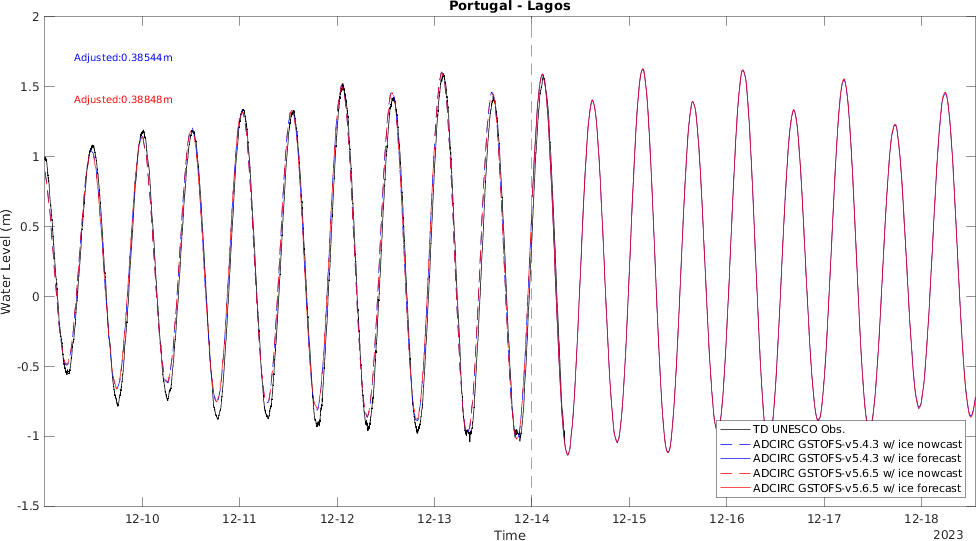 Portugal - Lagos
Adjusted:0.38544m
Adjusted:0.38848m
Water Level (m)
2
1.5
1
0.5
0
-0.5
-1
-1.5
TD UNESCO Obs.
ADCIRC GSTOFS-v5.4.3 w/ ice nowcast
ADCIRC GSTOFS-v5.4.3 w/ ice forecast
ADCIRC GSTOFS-v5.6.5 w/ ice nowcast
ADCIRC GSTOFS-v5.6.5 w/ ice forecast
12-10 12-11 12-12 12-13 12-14 12-15 12-16 12-17 12-18
Time
2023